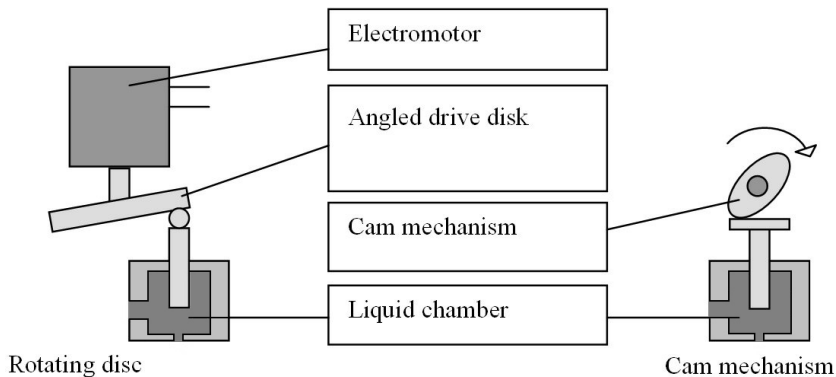 Electromotor
Angled drive disk
Cam mechanism
Liquid chamber
Rotating disc
Cam mechanism